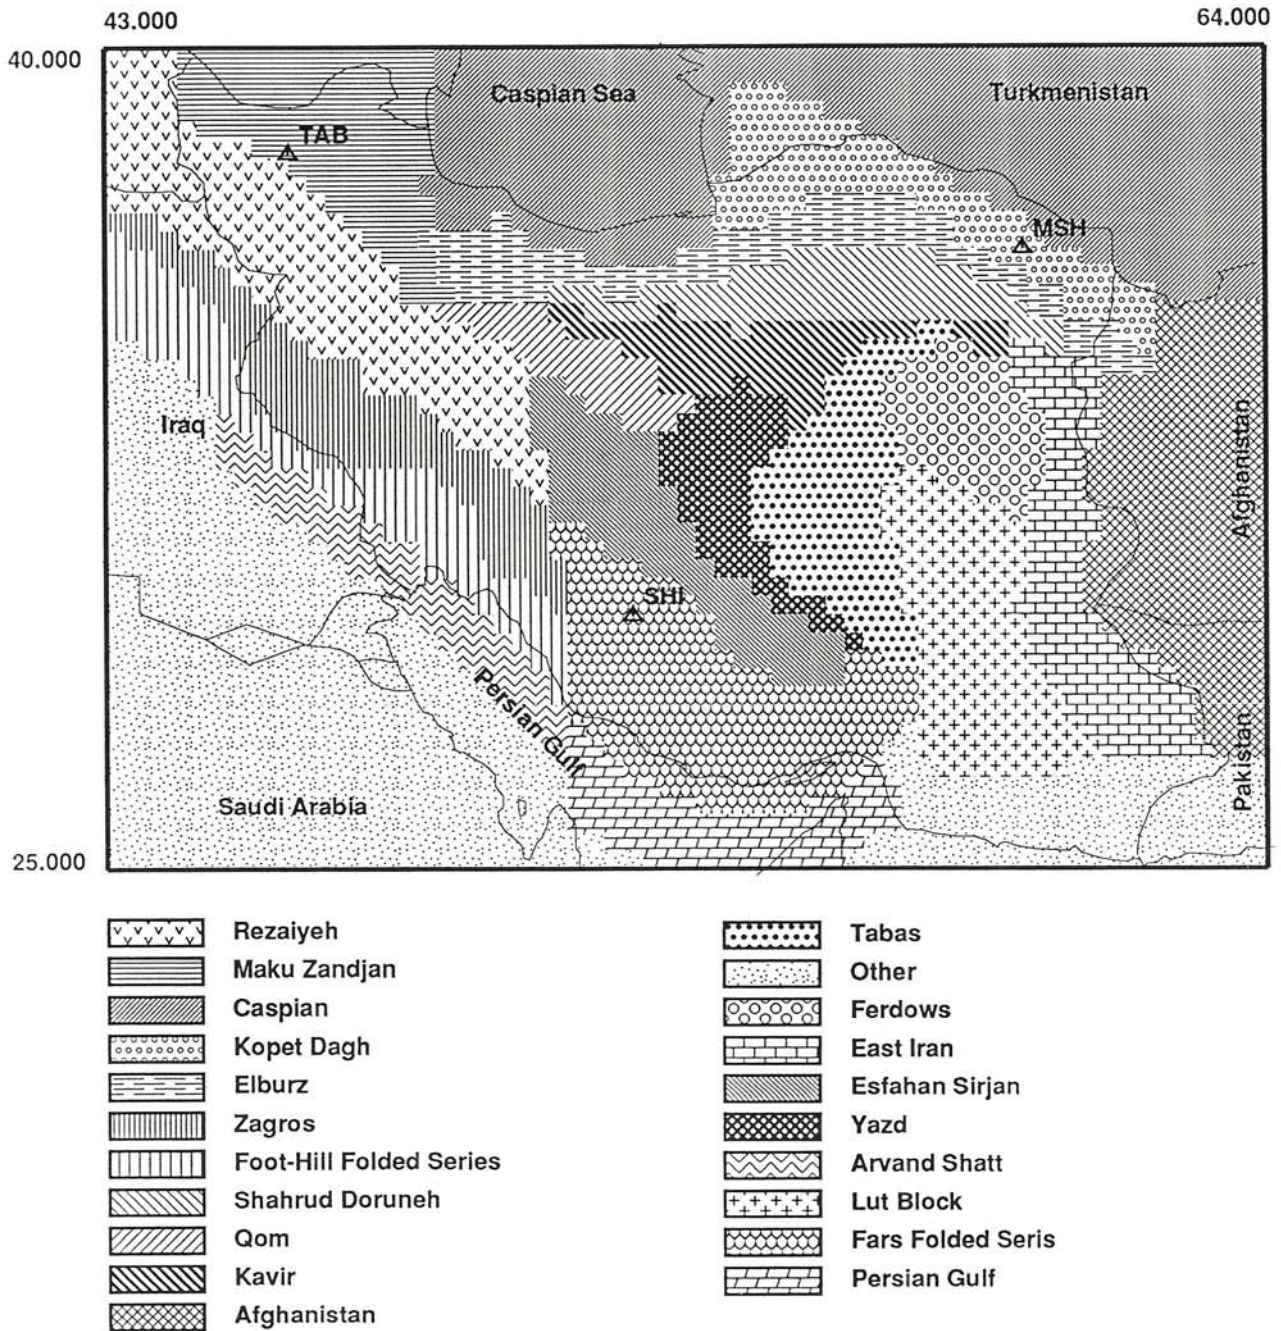 43.000
64.000
40.000
Caspian Sea
Turkmenistan
TAB
MSH
Iraq
Afghanistan
SHI
Persian Gulf
Pakistan
Saudi Arabia
25.000
Rezaiyeh
Maku Zandjan
Caspian
Kopet Dagh
Elburz
Zagros
Foot-Hill Folded Series
Shahrud Doruneh
Qom
Kavir
Afghanistan
Tabas
Other
Ferdows
East Iran
Esfahan Sirjan
Yazd
Arvand Shatt
Lut Block
Fars Folded Seris
Persian Gulf